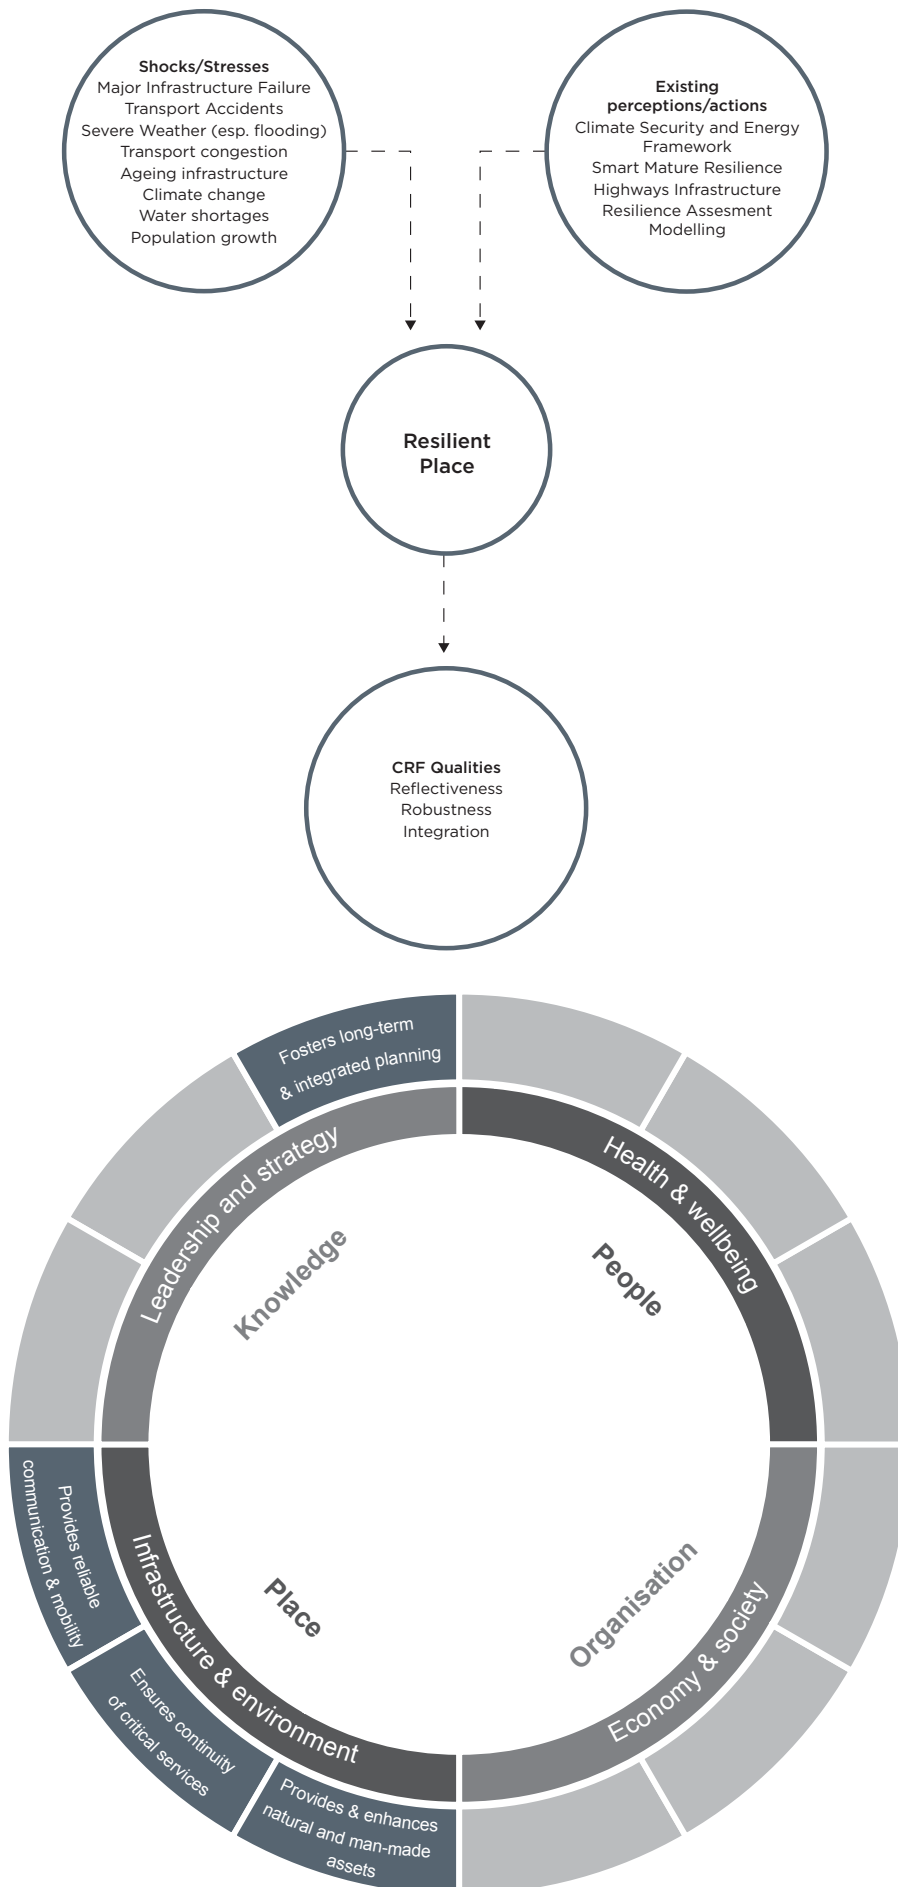 Shocks/Stresses
Major Infrastructure Failure
Transport Accidents
Severe Weather (esp. flooding)
Transport congestion
Ageing infrastructure
Climate change
Water shortages
Population growth
Existing
perceptions/actions
Climate Security and Energy
Framework
Smart Mature Resilience
Highways Infrastructure
Resilience Assesment
Modelling
Resilient
Place
CRF Qualities
Reflectiveness
Robustness
Integration
Fosters long-term
& integrated planning
Leadership and strategy
Health & wellbeing
Knowledge
People
Provides reliable
communication & mobility
Infrastructure & environment
Place
Organisation
Economy & society
Ensures continuity
of critical services
Provides & enhances
natural and man-made
assets